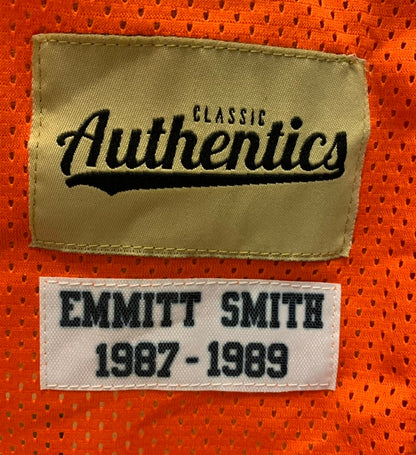 CLASSIC
Authentics
EMMITT SMITH
1987-1989